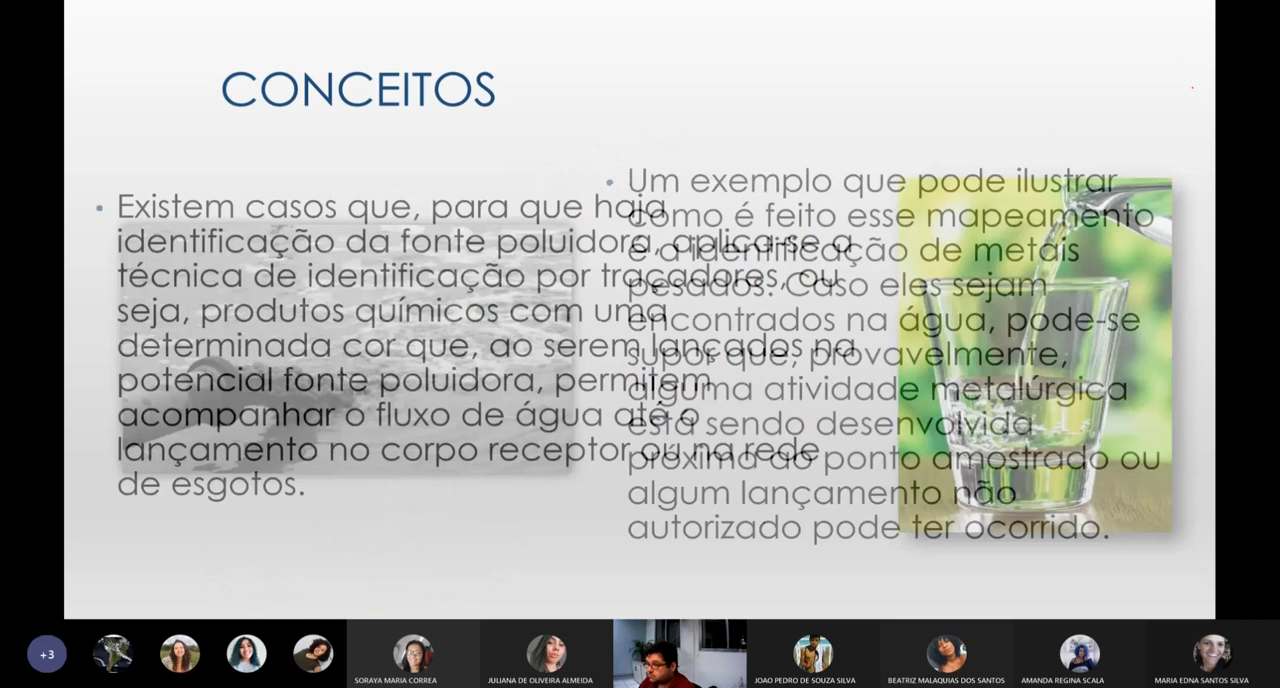 CONCEITOS
• Existem casos que, para que haja
identificação da fonte poluidora, aplica-se a
técnica de identificação por traçadores, ou
seja, produtos químicos com uma
determinada cor que, ao serem lançados na
potencial fonte poluidora, permitem
acompanhar o fluxo de água até o
lançamento no corpo receptor ou na rede
de esgotos.
• Um exemplo que pode ilustrar
como é feito esse mapeamento
é a identificação de metais
pesados. Caso eles sejam
encontrados na água, pode-se
supor que, provavelmente,
alguma atividade metalúrgica
está sendo desenvolvida
próxima ao ponto amostrado ou
algum lançamento não
autorizado pode ter ocorrido.
+3
SORAYA MARIA CORREA
JULIANA DE OLIVEIRA ALMEIDA
JOAO PEDRO DE SOUZA SILVA
BEATRIZ MALAQUIAS DOS SANTOS
AMANDA REGINA SCALA
MARIA EDNA SANTOS SILVA